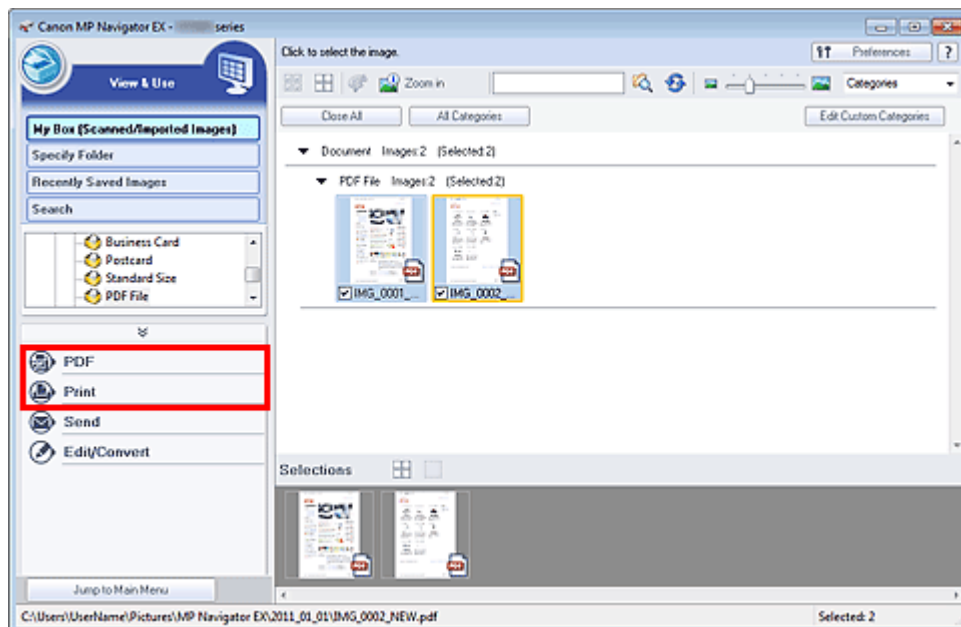 Canon MP Navigator EX - series
View & Use
Click to select the image.
Preferences
?
Zoom in
Categories
My Box (Scanned/Imported Images)
Specify Folder
Recently Saved Images
Search
Close All
All Categories
Edit Custom Categories
Document Images:2 (Selected:2)
PDF File Images:2 (Selected:2)
Business Card
Postcard
Standard Size
PDF File
IMG_0001_...
IMG_0002_...
PDF
Print
Send
Edit/Convert
Selections
Jump to Main Menu
C:\Users\UserName\Pictures\MP Navigator EX\2011_01_01\IMG_0002_NEW.pdf
Selected: 2